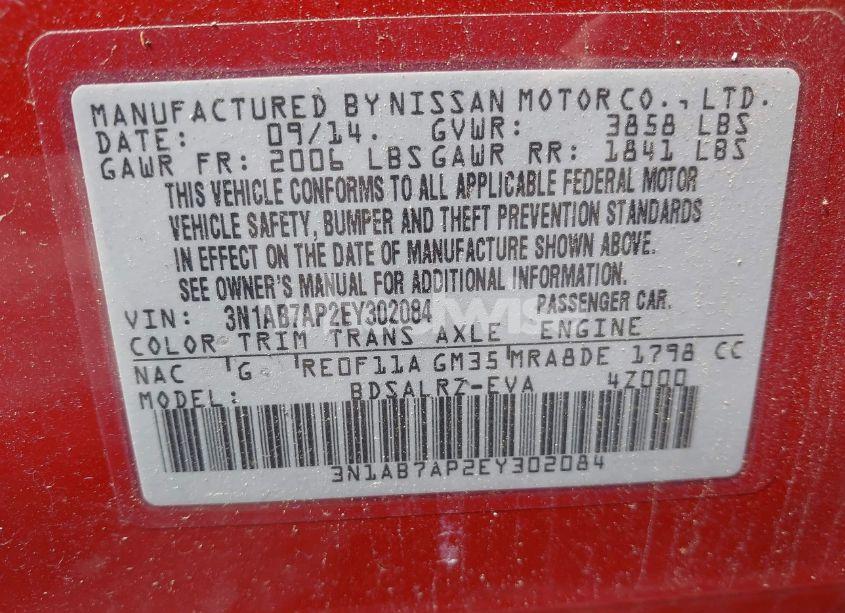 MANUFACTURED BY NISSAN MOTOR CO., LTD.
DATE: 09/14. GVWR: 3858 LBS
GAWR FR: 2006 LBS GAWR RR: 1841 LBS
THIS VEHICLE CONFORMS TO ALL APPLICABLE FEDERAL MOTOR
VEHICLE SAFETY, BUMPER AND THEFT PREVENTION STANDARDS
IN EFFECT ON THE DATE OF MANUFACTURE SHOWN ABOVE.
SEE OWNER'S MANUAL FOR ADDITIONAL INFORMATION.
VIN: 3N1AB7AP2EY302084 PASSENGER CAR.
COLOR TRIM TRANS AXLE ENGINE
NAC G RE0F11A GM35 MRA8DE 1798 CC
MODEL: BDSALRZ-EVA 4Z000
3N1AB7AP2EY302084